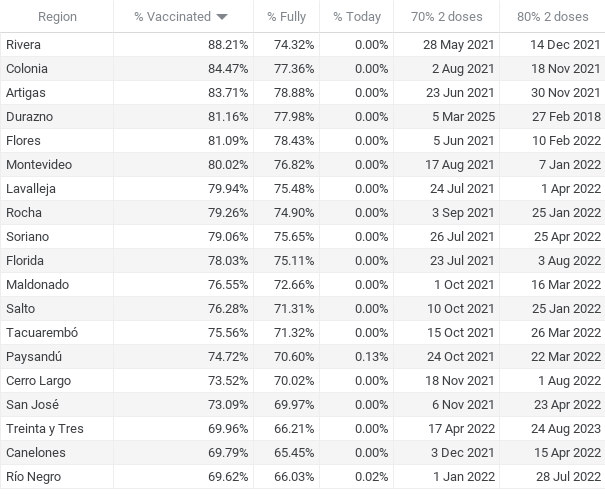 Region % Vaccinated % Fully % Today 70% 2 doses 80% 2 doses
Rivera 88.21% 74.32% 0.00% 28 May 2021 14 Dec 2021
Colonia 84.47% 77.36% 0.00% 2 Aug 2021 18 Nov 2021
Artigas 83.71% 78.88% 0.00% 23 Jun 2021 30 Nov 2021
Durazno 81.16% 77.98% 0.00% 5 Mar 2025 27 Feb 2018
Flores 81.09% 78.43% 0.00% 5 Jun 2021 10 Feb 2022
Montevideo 80.02% 76.82% 0.00% 17 Aug 2021 7 Jan 2022
Lavalleja 79.94% 75.48% 0.00% 24 Jul 2021 1 Apr 2022
Rocha 79.26% 74.90% 0.00% 3 Sep 2021 25 Jan 2022
Soriano 79.06% 75.65% 0.00% 26 Jul 2021 25 Apr 2022
Florida 78.03% 75.11% 0.00% 23 Jul 2021 3 Aug 2022
Maldonado 76.55% 72.66% 0.00% 1 Oct 2021 16 Mar 2022
Salto 76.28% 71.31% 0.00% 10 Oct 2021 25 Jan 2022
Tacuarembó 75.56% 71.32% 0.00% 15 Oct 2021 26 Mar 2022
Paysandú 74.72% 70.60% 0.13% 24 Oct 2021 22 Mar 2022
Cerro Largo 73.52% 70.02% 0.00% 18 Nov 2021 1 Aug 2022
San José 73.09% 69.97% 0.00% 6 Nov 2021 23 Apr 2022
Treinta y Tres 69.96% 66.21% 0.00% 17 Apr 2022 24 Aug 2023
Canelones 69.79% 65.45% 0.00% 3 Dec 2021 15 Apr 2022
Río Negro 69.62% 66.03% 0.02% 1 Jan 2022 28 Jul 2022